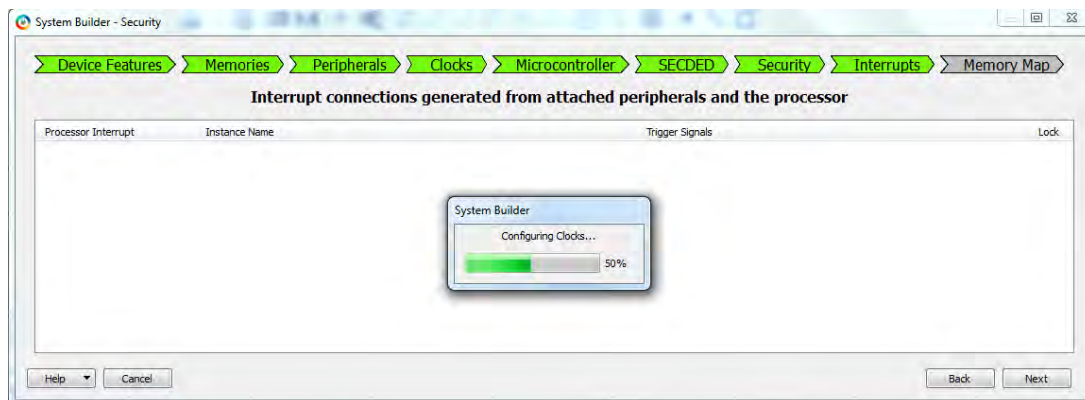 System Builder - Security
Device Features Memories Peripherals Clocks Microcontroller SECDED Security Interrupts Memory Map
Interrupt connections generated from attached peripherals and the processor
Processor Interrupt Instance Name Trigger Signals Lock
System Builder
Configuring Clocks...
50%
Help Cancel Back Next